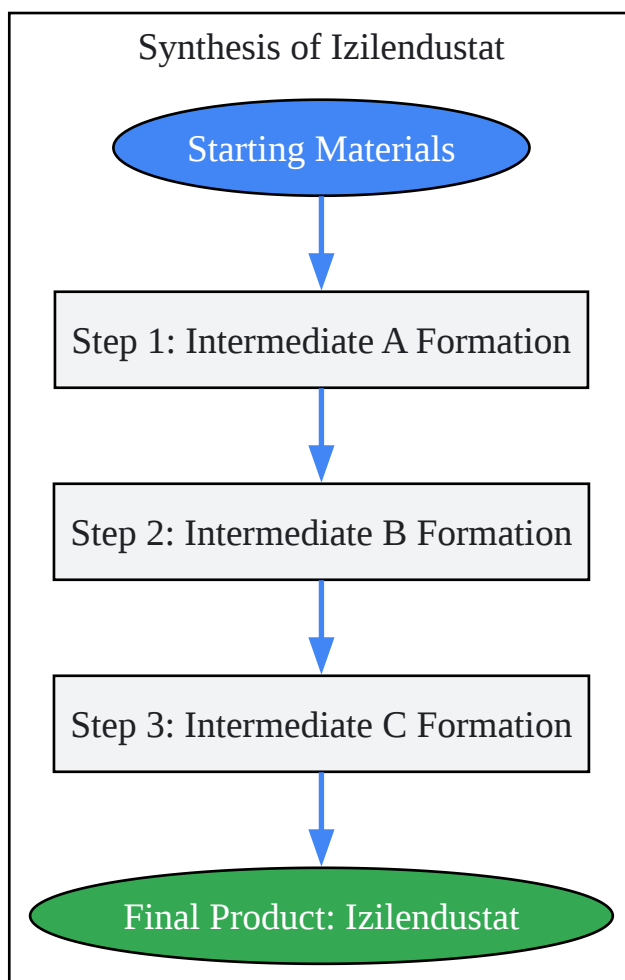 Synthesis of Izilendustat
Starting Materials
Step 1: Intermediate A Formation
Step 2: Intermediate B Formation
Step 3: Intermediate C Formation
Final Product: Izilendustat